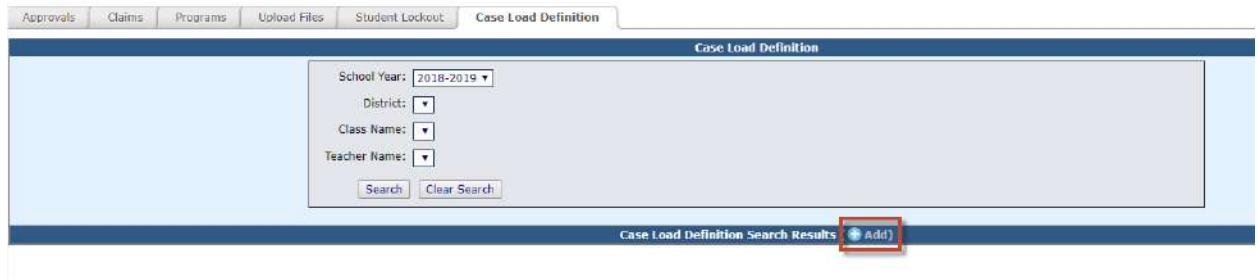 Approvals Claims Programs Upload Files Student Lockout Case Load Definition
Case Load Definition
School Year: 2018-2019
District:
Class Name:
Teacher Name:
Search Clear Search
Case Load Definition Search Results ( Add)